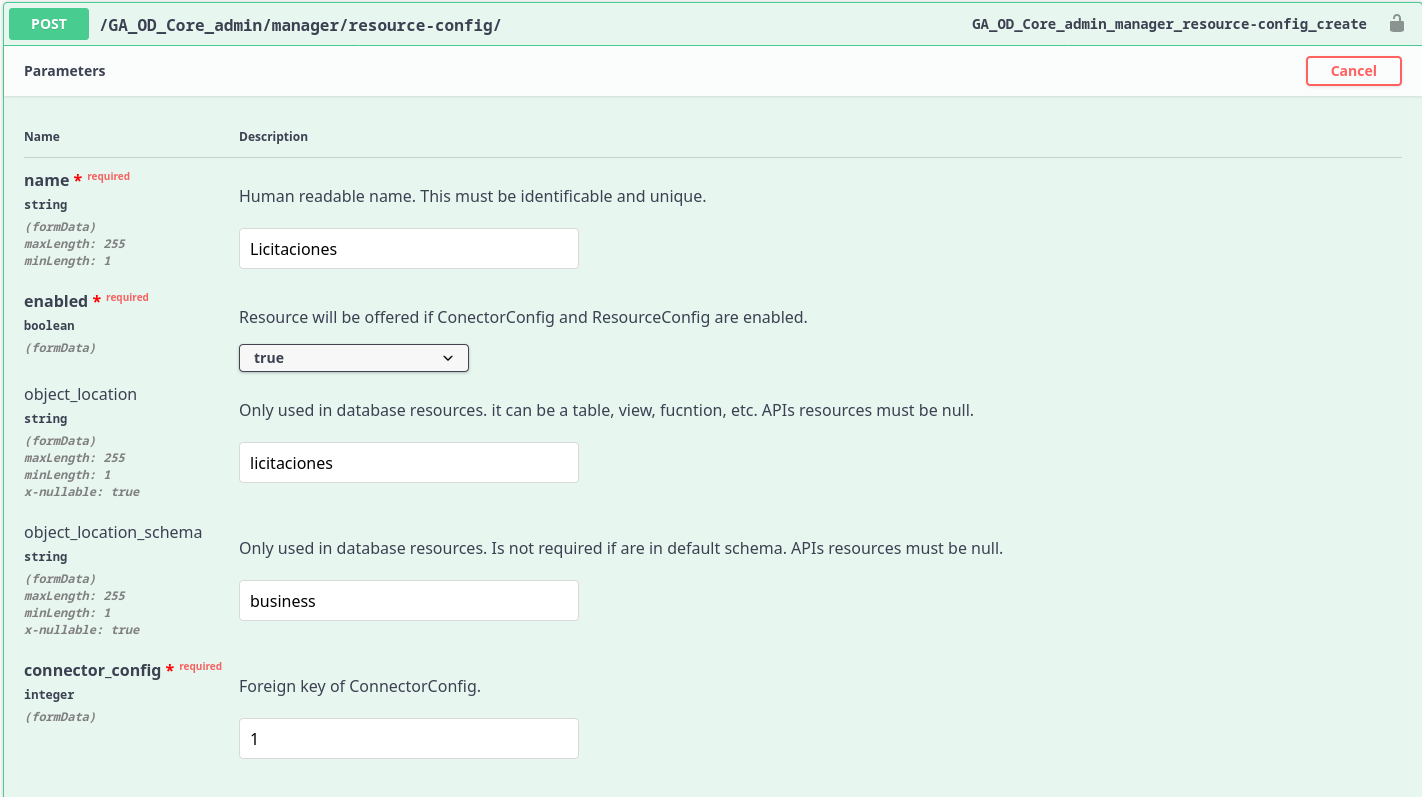 POST /GA_OD_Core_admin/manager/resource-config/ GA_OD_Core_admin_manager_resource-config_create
Parameters Cancel
Name Description
name * required
string
(formData)
maxLength: 255
minLength: 1
Human readable name. This must be identificable and unique.
Licitaciones
enabled * required
boolean
(formData)
Resource will be offered if ConectorConfig and ResourceConfig are enabled.
true
object_location
string
(formData)
maxLength: 255
minLength: 1
x-nullable: true
Only used in database resources. it can be a table, view, fucntion, etc. APIs resources must be null.
licitaciones
object_location_schema
string
(formData)
maxLength: 255
minLength: 1
x-nullable: true
Only used in database resources. Is not required if are in default schema. APIs resources must be null.
business
connector_config * required
integer
(formData)
Foreign key of ConnectorConfig.
1